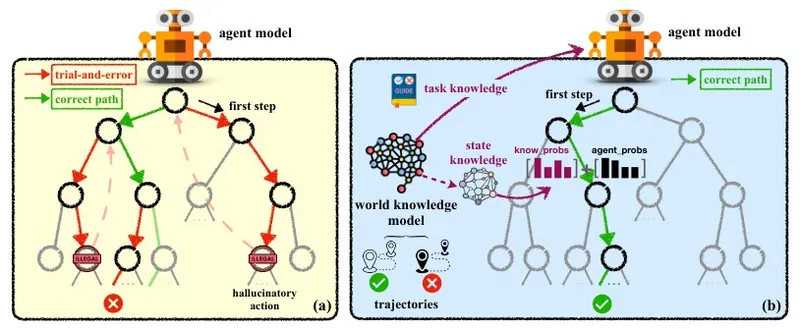 agent model
trial-and-error
correct path
first step
ILLEGAL
ILLEGAL
hallucinatory
action
(a)
agent model
correct path
GUIDE
task knowledge
first step
state
knowledge
know_probs
agent_probs
[ ] + [ ]
world knowledge
model
trajectories
(b)